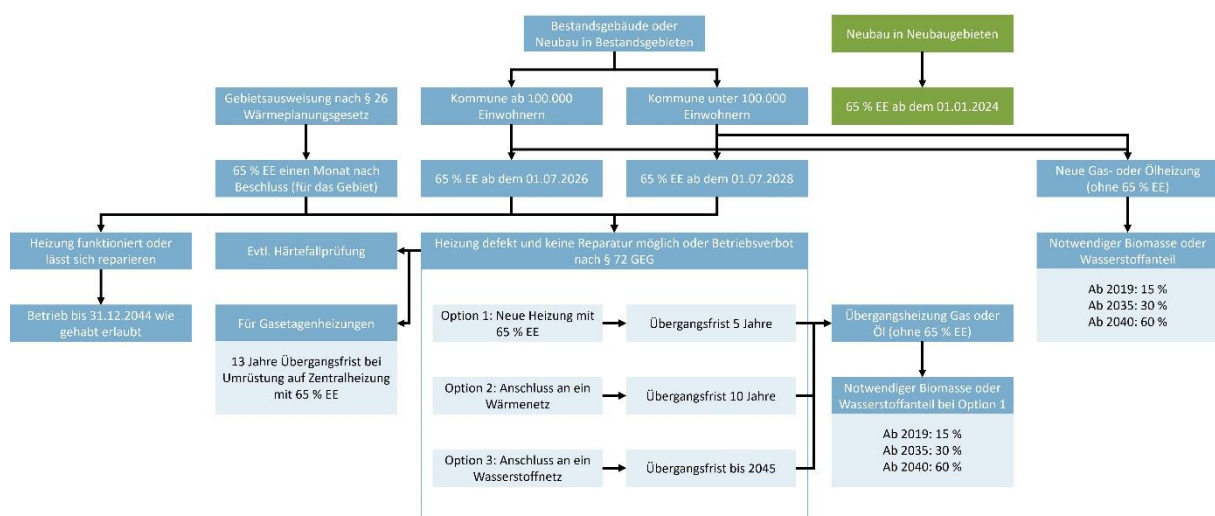 Bestandsgebäude oder
Neubau in Bestandsgebieten
Neubau in Neubaugebieten
Gebietsausweisung nach § 26
Wärmeplanungsgesetz
Kommune ab 100.000
Einwohnern
Kommune unter 100.000
Einwohnern
65 % EE ab dem 01.01.2024
65 % EE einen Monat nach
Beschluss (für das Gebiet)
65 % EE ab dem 01.07.2026
65 % EE ab dem 01.07.2028
Neue Gas- oder Ölheizung
(ohne 65 % EE)
Heizung funktioniert oder
lässt sich reparieren
Evtl. Härtefallprüfung
Heizung defekt und keine Reparatur möglich oder Betriebsverbot
nach § 72 GEG
Notwendiger Biomasse oder
Wasserstoffanteil
Ab 2019: 15 %
Ab 2035: 30 %
Ab 2040: 60 %
Betrieb bis 31.12.2044 wie
gehabt erlaubt
Für Gasetagenheizungen
13 Jahre Übergangsfrist bei
Umrüstung auf Zentralheizung
mit 65 % EE
Option 1: Neue Heizung mit
65 % EE
Übergangsfrist 5 Jahre
Übergangsheizung Gas oder
Öl (ohne 65 % EE)
Option 2: Anschluss an ein
Wärmenetz
Übergangsfrist 10 Jahre
Notwendiger Biomasse oder
Wasserstoffanteil bei Option 1
Ab 2019: 15 %
Ab 2035: 30 %
Ab 2040: 60 %
Option 3: Anschluss an ein
Wasserstoffnetz
Übergangsfrist bis 2045